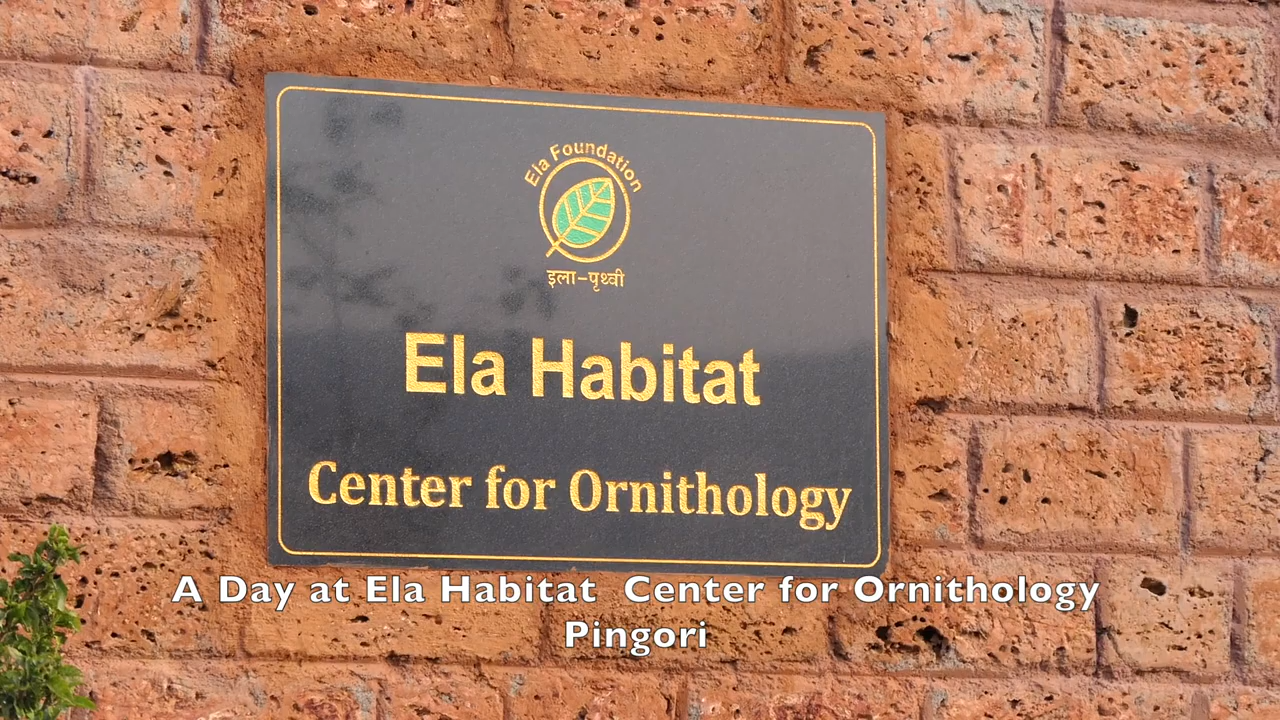 Ela Foundation
इला-पृथ्वी
Ela Habitat
Center for Ornithology
A Day at Ela Habitat  Center for Ornithology
Pingori